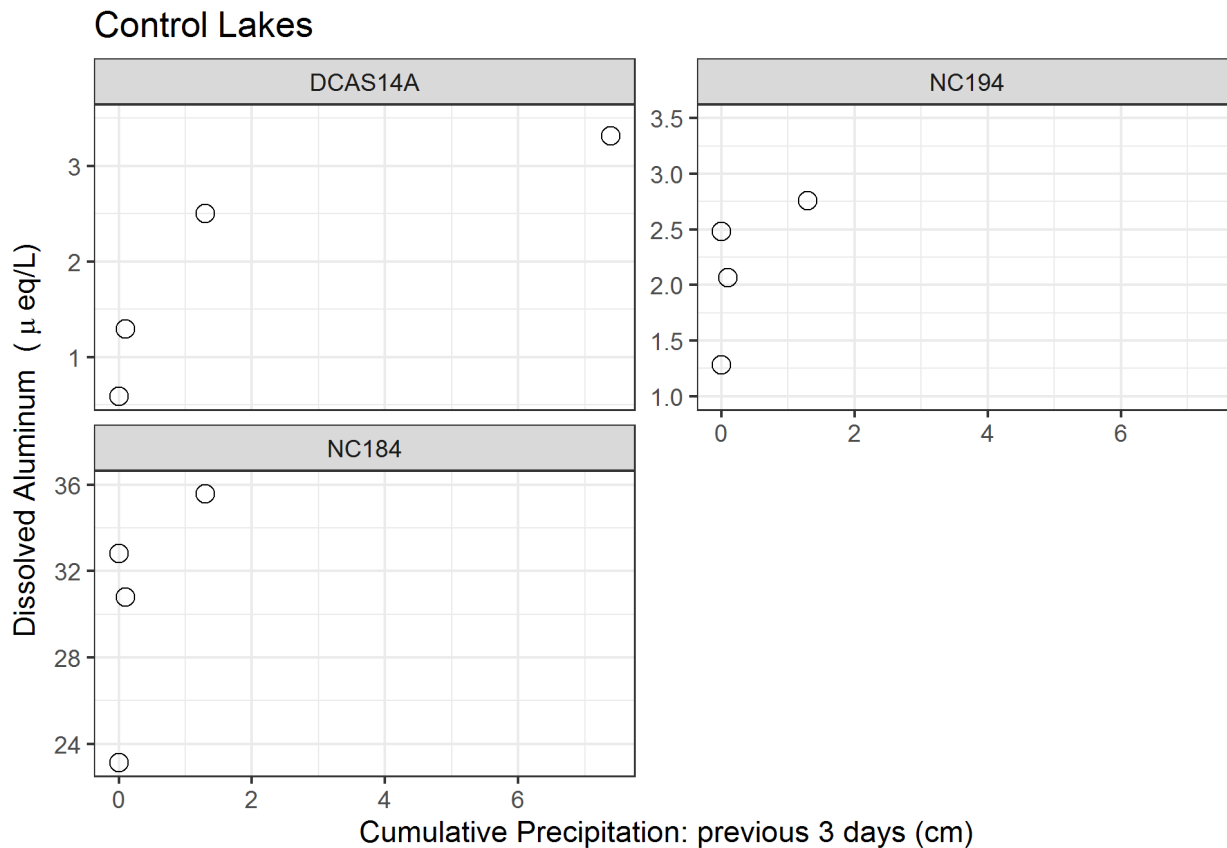 Control Lakes
DCAS14A
NC194
3
2
1
3.5
3.0
2.5
2.0
1.5
1.0
0 2 4 6
NC184
36
32
28
24
0 2 4 6
Dissolved Aluminum ( μ eq/L)
Cumulative Precipitation: previous 3 days (cm)